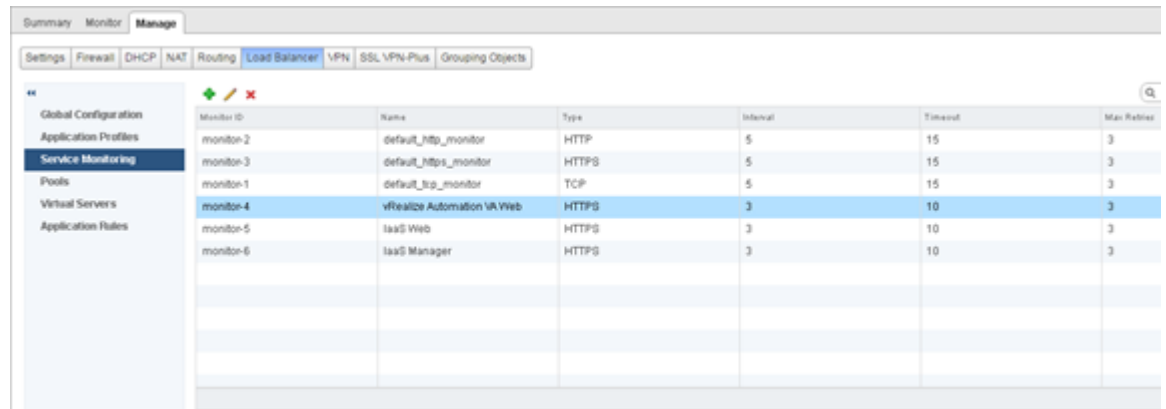 Summary Monitor Manage
Settings Firewall DHCP NAT Routing Load Balancer VPN SSL VPN-Plus Grouping Objects
Global Configuration
Application Profiles
Service Monitoring
Pools
Virtual Servers
Application Rules
Monitor ID Name Type Interval Timeout Max Retries
monitor-2 default_http_monitor HTTP 5 15 3
monitor-3 default_https_monitor HTTPS 5 15 3
monitor-1 default_tcp_monitor TCP 5 15 3
monitor-4 vRealize Automation VA Web HTTPS 3 10 3
monitor-5 IaaS Web HTTPS 3 10 3
monitor-6 IaaS Manager HTTPS 3 10 3